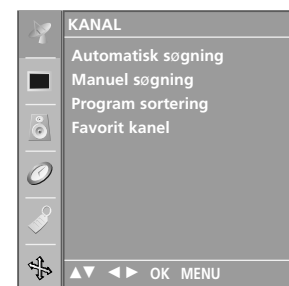 KANAL
Automatisk søgning
Manuel søgning
Program sortering
Favorit kanel
▲▼ ◄► OK MENU